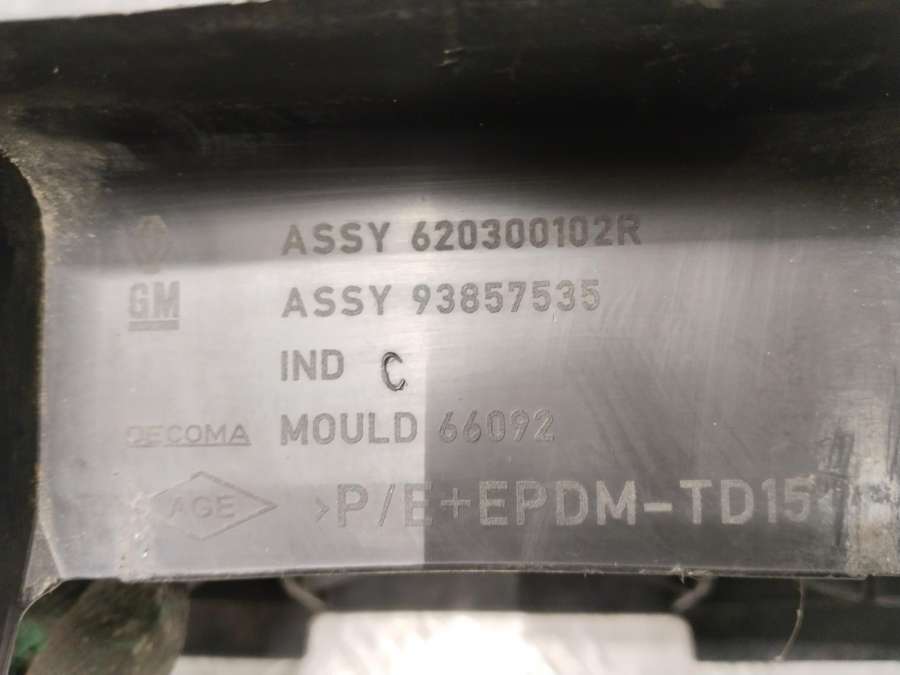 ASSY 620300102R
GM
ASSY 93857535
IND C
DECOMA MOULD 66092
AGE >P/E+EPDM-TD15<